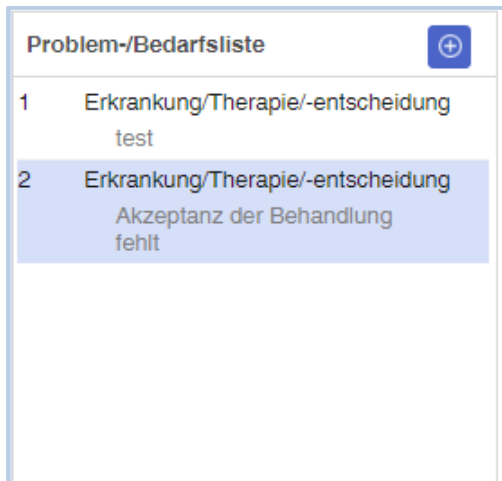 Problem-/Bedarfsliste
1 Erkrankung/Therapie/-entscheidung
test
2 Erkrankung/Therapie/-entscheidung
Akzeptanz der Behandlung
fehlt